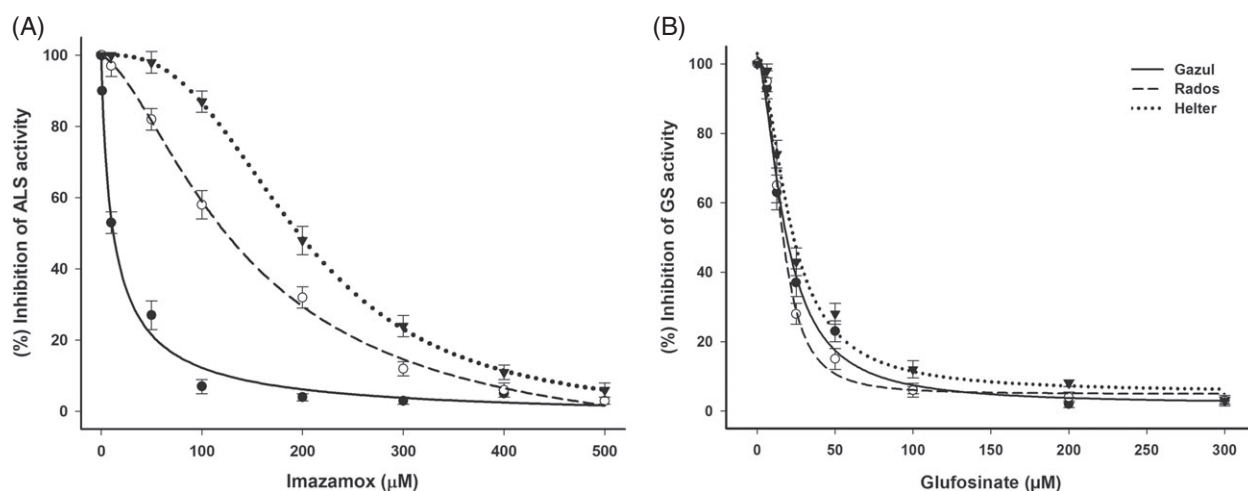 (A)
(%) Inhibition of ALS activity
100
80
60
40
20
0
0 100 200 300 400 500
Imazamox (μM)
(B)
(%) Inhibition of GS activity
100
80
60
40
20
0
0 50 100 150 200 250 300
Glufosinate (μM)
Gazul
Rados
Helter